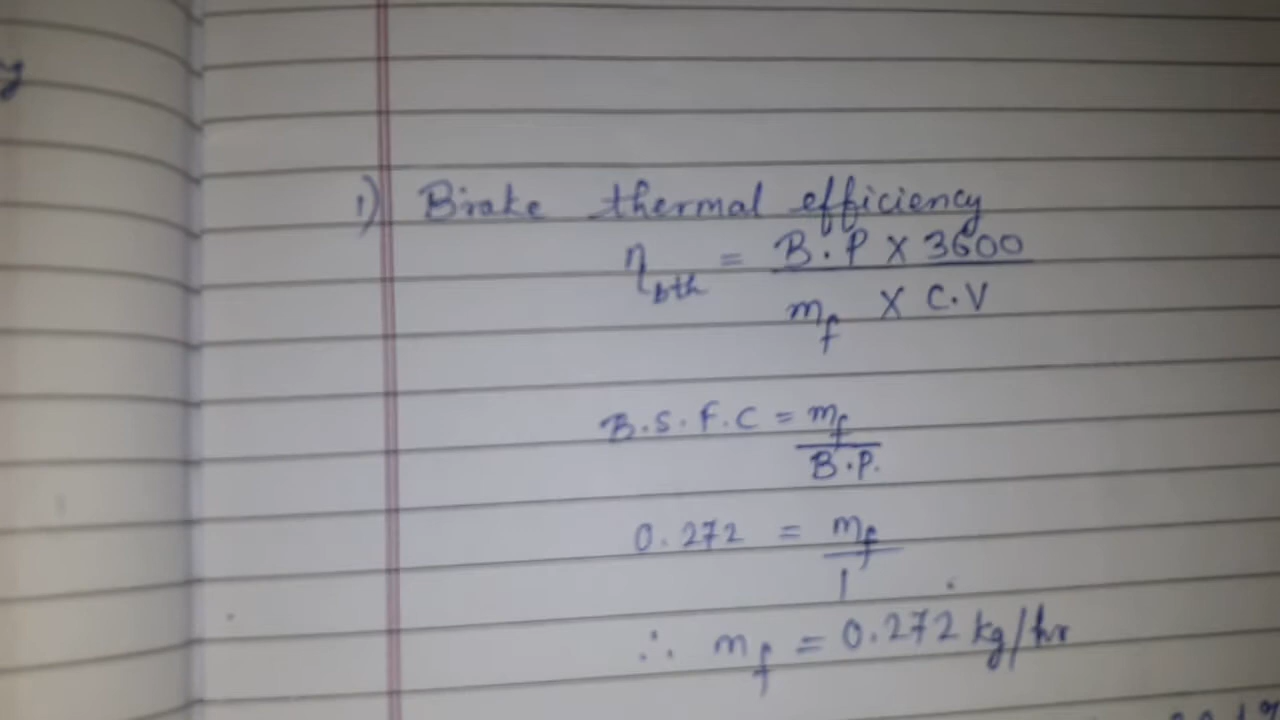 1) Brake thermal efficiency
η_bth = B.P X 3600 / m_f X C.V
B.S.F.C = m_f / B.P.
0.272 = m_f / 1
∴ m_f = 0.272 kg/hr